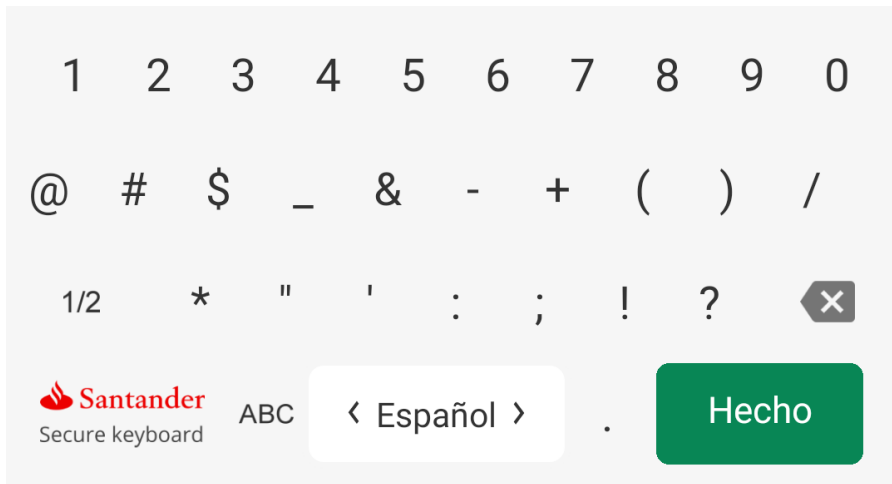 1 2 3 4 5 6 7 8 9 0
@ # $ _ & - + ( ) /
1/2 * " ' : ; ! ?
Santander
Secure keyboard
ABC ‹ Español › . Hecho